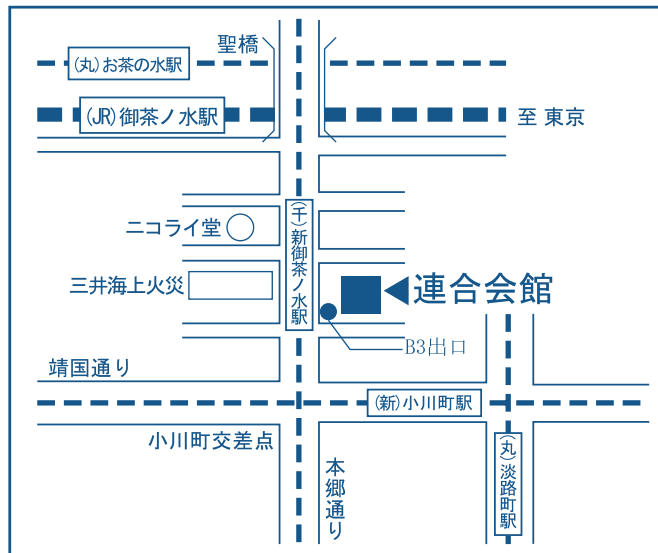 聖橋
(丸)お茶の水駅
(JR)御茶ノ水駅
至 東京
ニコライ堂
(千)新御茶ノ水駅
三井海上火災
連合会館
B3出口
靖国通り
(新)小川町駅
小川町交差点
本郷通り
(丸)淡路町駅